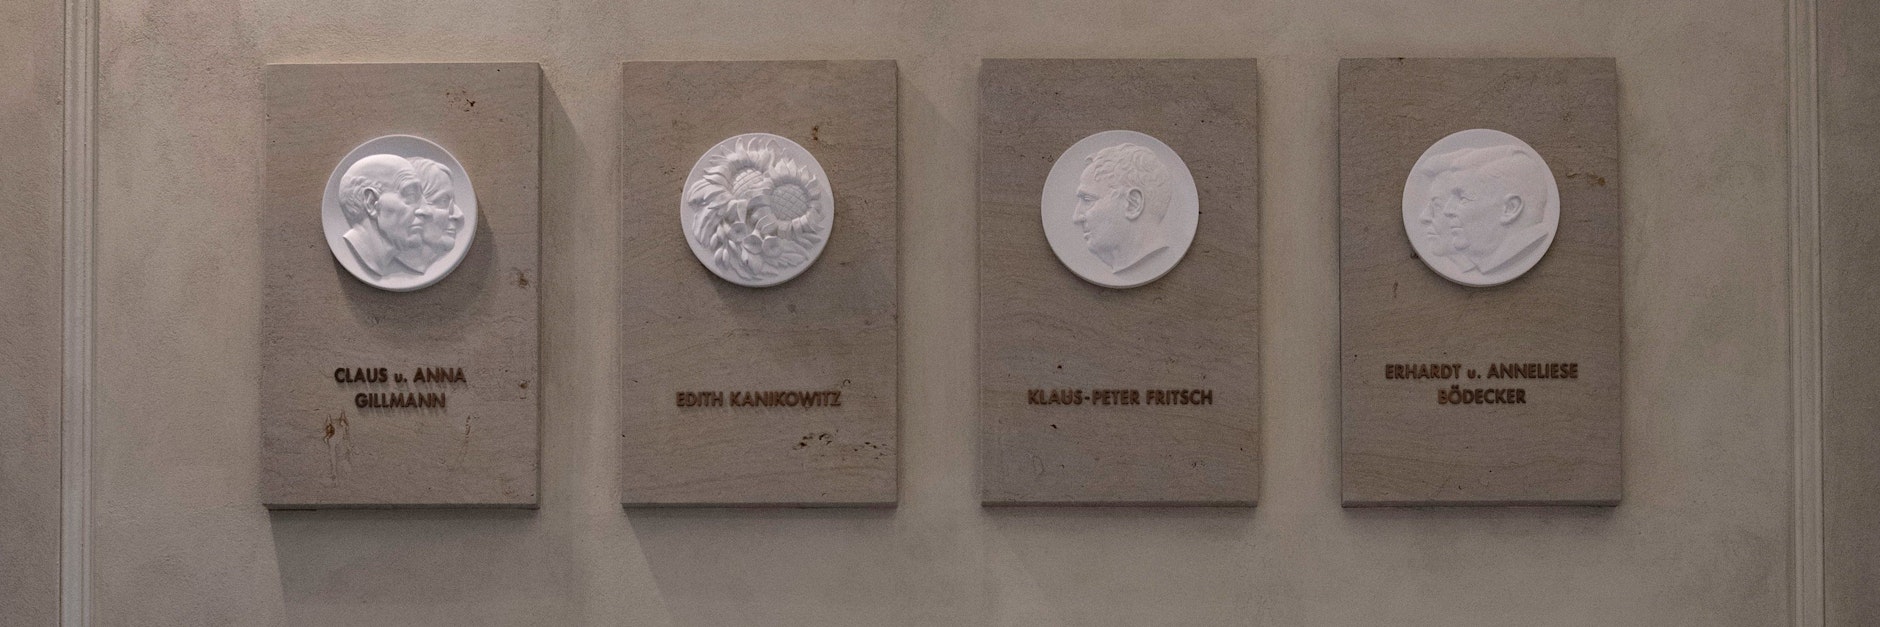 CLAUS u. ANNA
GILLMANN
EDITH KANIKOWITZ
KLAUS-PETER FRITSCH
ERHARDT u. ANNELIESE
BÖDECKER